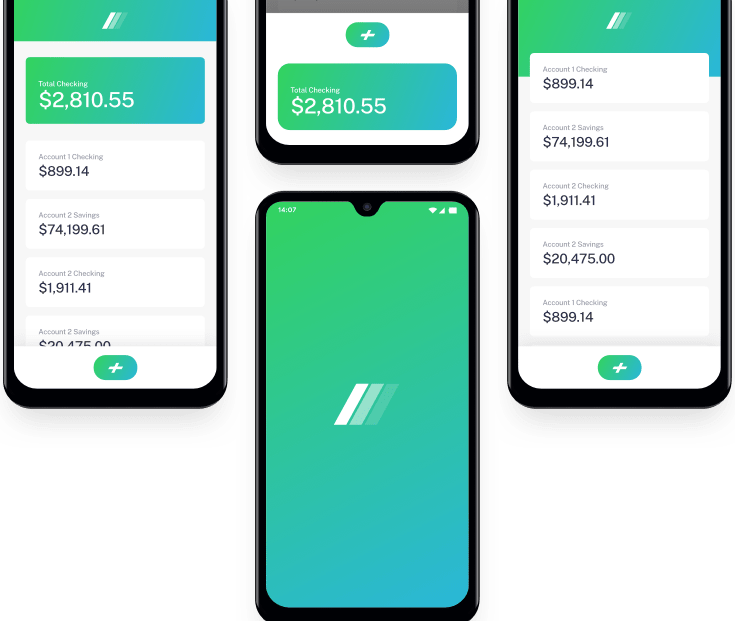 Total Checking
$2,810.55
Account 1 Checking
$899.14
Account 2 Savings
$74,199.61
Account 2 Checking
$1,911.41
Account 2 Savings
$20,475.00
Total Checking
$2,810.55
14:07
Account 1 Checking
$899.14
Account 2 Savings
$74,199.61
Account 2 Checking
$1,911.41
Account 2 Savings
$20,475.00
Account 1 Checking
$899.14